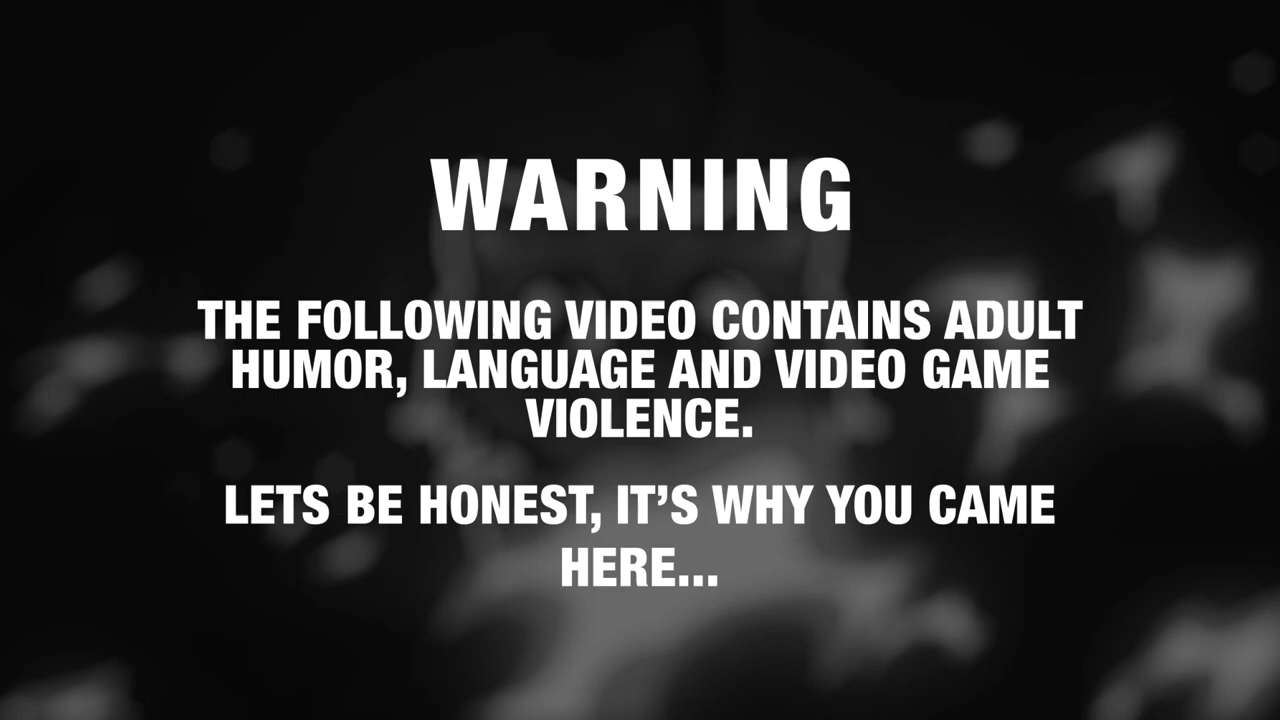 WARNING
THE FOLLOWING VIDEO CONTAINS ADULT
HUMOR, LANGUAGE AND VIDEO GAME
VIOLENCE.
LETS BE HONEST, IT’S WHY YOU CAME
HERE...